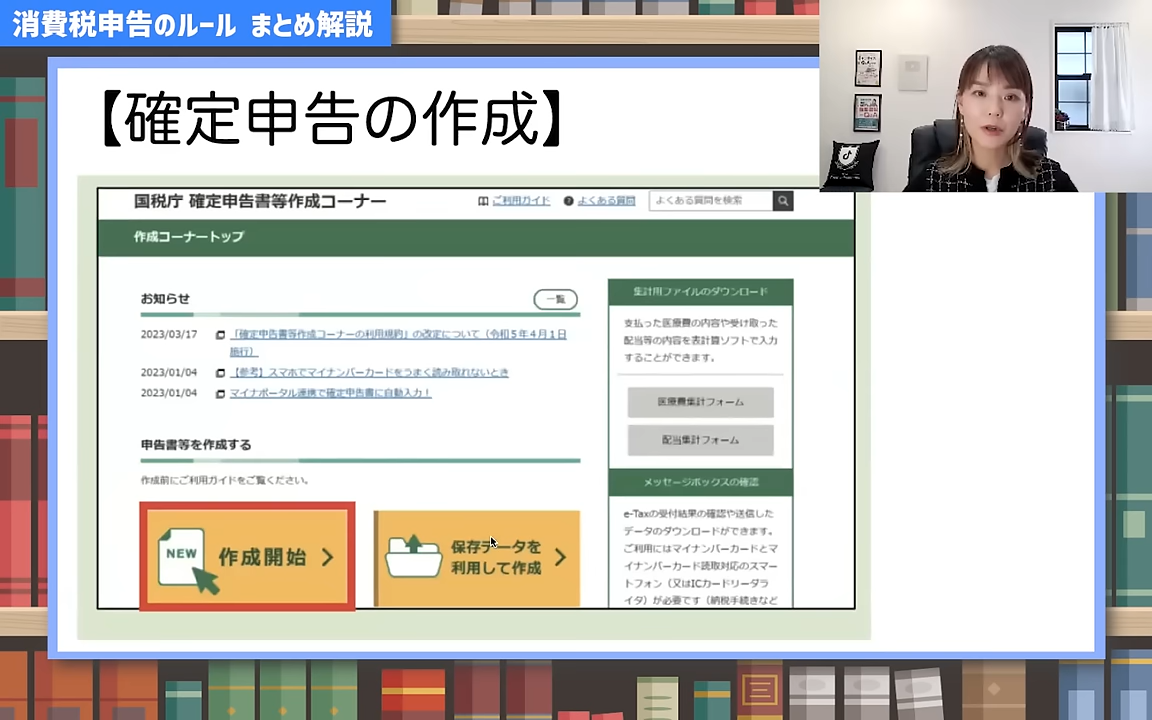 消費税申告のルール まとめ解説
【確定申告の作成】
国税庁 確定申告書等作成コーナー
ご利用ガイド
よくある質問
よくある質問を検索
作成コーナートップ
お知らせ
一覧
2023/03/17 「確定申告書等作成コーナーの利用規約」の改定について（令和5年4月1日
施行）
2023/01/04 【参考】スマホでマイナンバーカードをうまく読み取れないとき
2023/01/04 マイナポータル連携で確定申告書に自動入力！
申告書等を作成する
作成前にご利用ガイドをご覧ください。
NEW
作成開始
保存データを
利用して作成
集計用ファイルのダウンロード
支払った医療費の内容や受け取った
配当等の内容を表計算ソフトで入力
することができます。
医療費集計フォーム
配当集計フォーム
メッセージボックスの確認
e-Taxの受付結果の確認や送信した
データのダウンロードができます。
ご利用にはマイナンバーカードとマ
イナンバーカード読取対応のスマー
トフォン（又はICカードリーダラ
イタ）が必要です（納税手続きなど